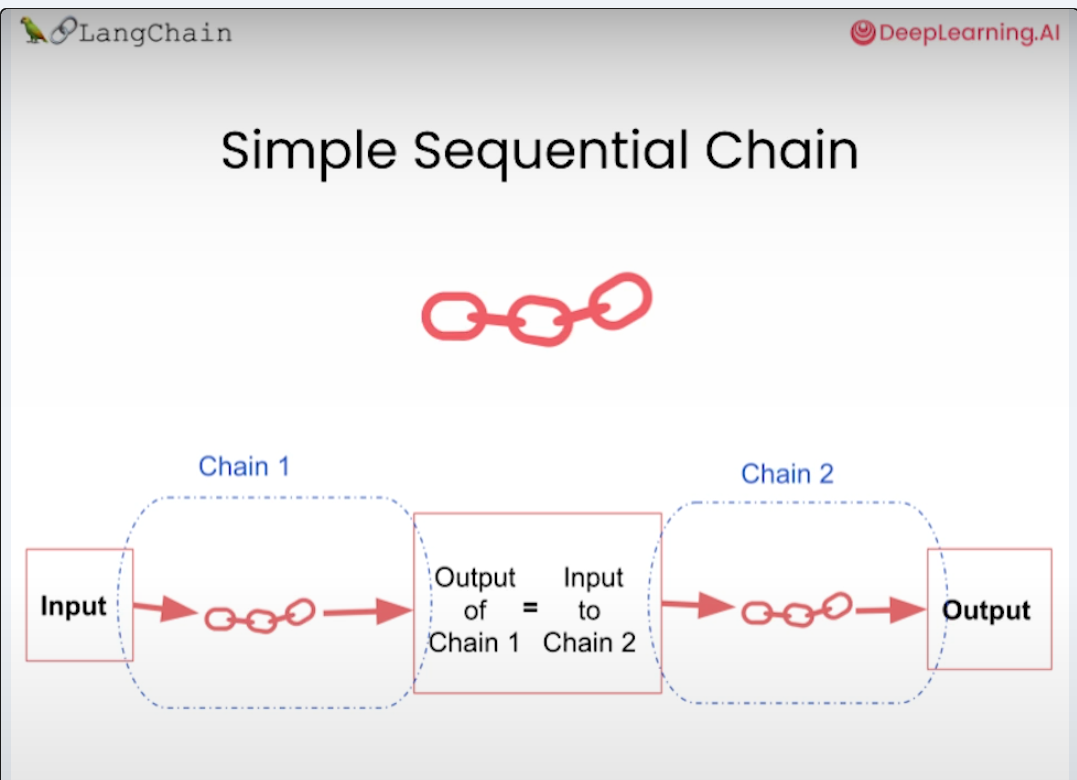 LangChain
DeepLearning.AI
Simple Sequential Chain
Chain 1
Chain 2
Input
Output
of
Chain 1
=
Input
to
Chain 2
Output